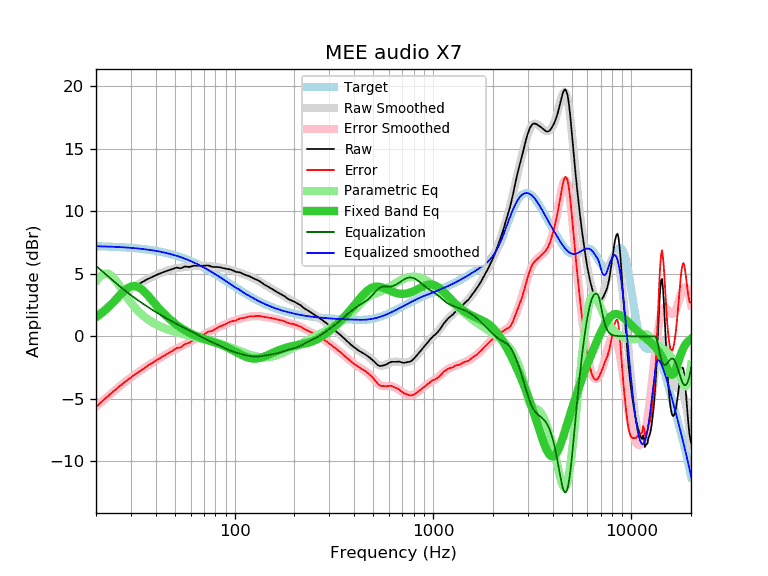 MEE audio X7
20
15
10
5
0
−5
−10
Amplitude (dBr)
Target
Raw Smoothed
Error Smoothed
Raw
Error
Parametric Eq
Fixed Band Eq
Equalization
Equalized smoothed
100
1000
10000
Frequency (Hz)